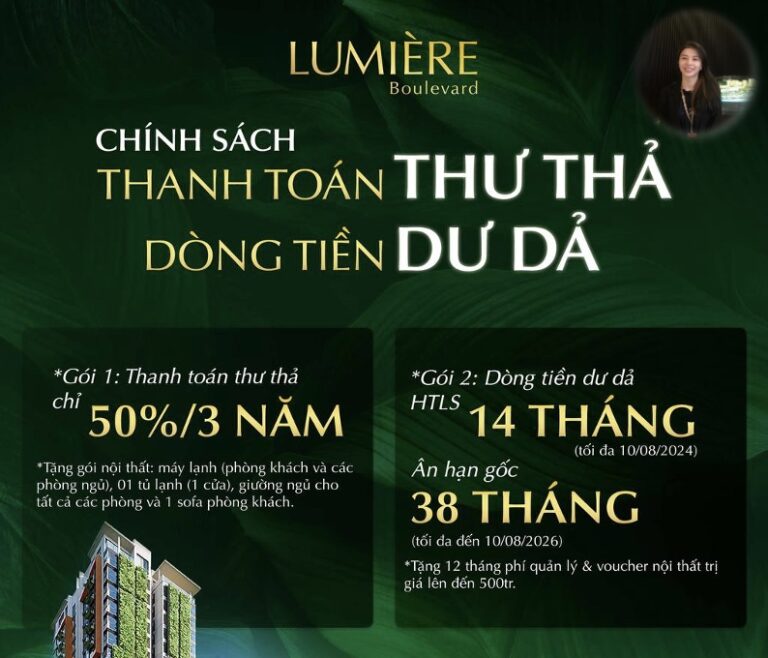 LUMIÈRE
Boulevard
CHÍNH SÁCH
THANH TOÁN THƯ THẢ
DÒNG TIỀN DƯ DẢ
*Gói 1: Thanh toán thư thả
chỉ 50%/3 NĂM
*Tặng gói nội thất: máy lạnh (phòng khách và các
phòng ngủ), 01 tủ lạnh (1 cửa), giường ngủ cho
tất cả các phòng và 1 sofa phòng khách.
*Gói 2: Dòng tiền dư dả
HTLS 14 THÁNG
(tối đa 10/08/2024)
Ân hạn gốc
38 THÁNG
(tối đa đến 10/08/2026)
*Tặng 12 tháng phí quản lý & voucher nội thất trị
giá lên đến 500tr.